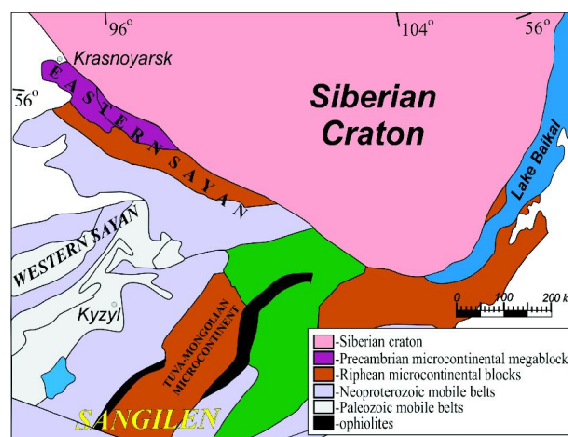 96°
104°
56°
Krasnoyarsk
56°
EASTERN SAYAN
Siberian
Craton
Lake Baikal
WESTERN SAYAN
Kyzyl
TUVA-MONGOLIAN
MICROCONTINENT
SANGILEN
0 100 200 k
-Siberian craton
-Precambrian microcontinental megablock
-Riphean microcontinental blocks
-Neoproterozoic mobile belts
-Paleozoic mobile belts
-ophiolites